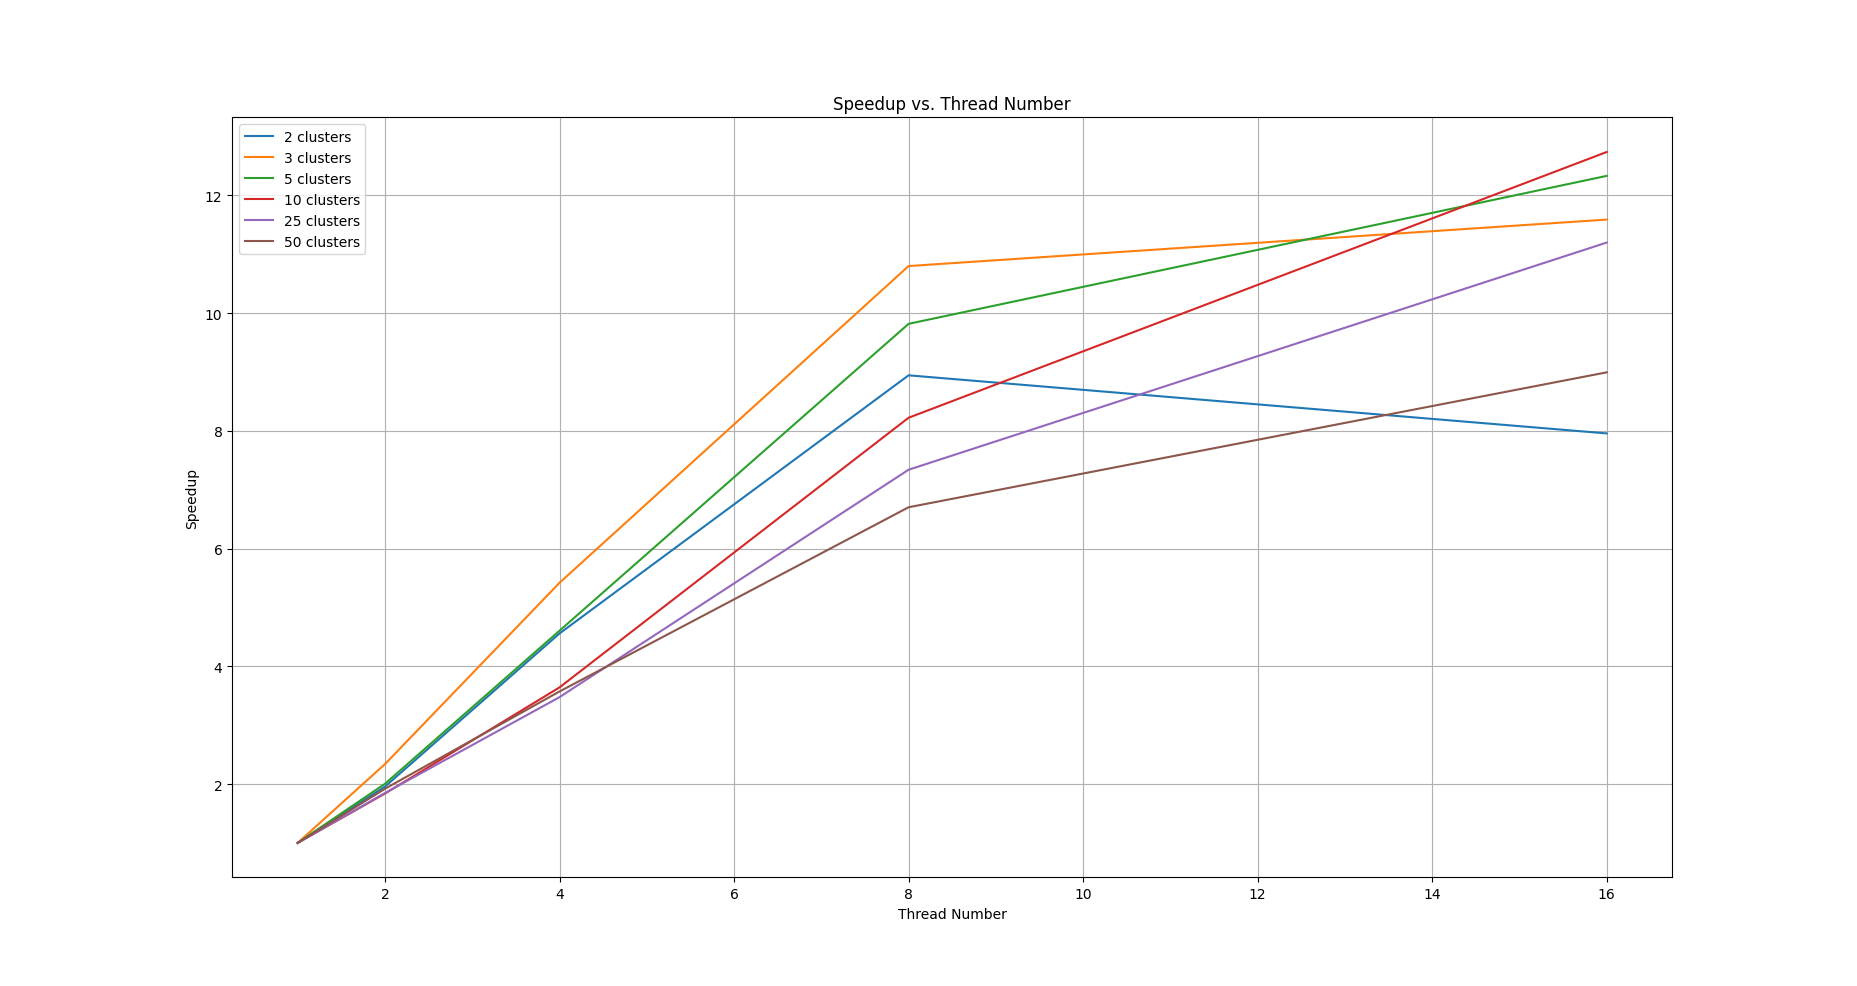 Speedup vs. Thread Number
2 clusters
3 clusters
5 clusters
10 clusters
25 clusters
50 clusters
12
10
8
6
4
2
Speedup
2 4 6 8 10 12 14 16
Thread Number